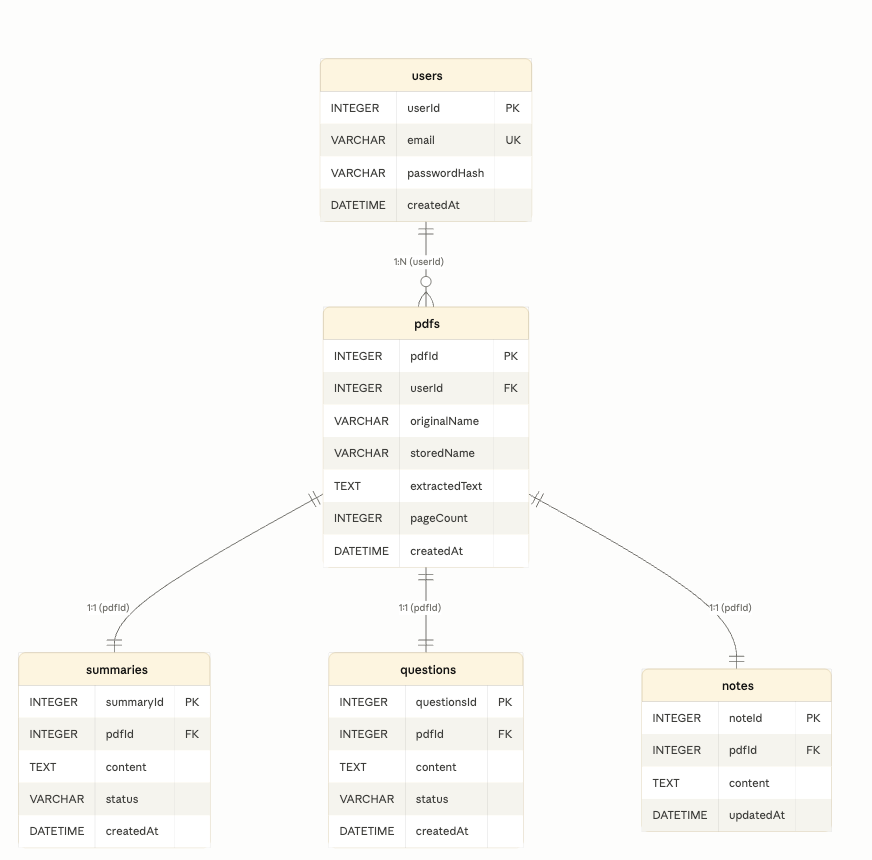 users
INTEGER userId PK
VARCHAR email UK
VARCHAR passwordHash
DATETIME createdAt
1:N (userId)
pdfs
INTEGER pdfId PK
INTEGER userId FK
VARCHAR originalName
VARCHAR storedName
TEXT extractedText
INTEGER pageCount
DATETIME createdAt
1:1 (pdfId)
1:1 (pdfId)
1:1 (pdfId)
summaries
INTEGER summaryId PK
INTEGER pdfId FK
TEXT content
VARCHAR status
DATETIME createdAt
questions
INTEGER questionsId PK
INTEGER pdfId FK
TEXT content
VARCHAR status
DATETIME createdAt
notes
INTEGER noteId PK
INTEGER pdfId FK
TEXT content
DATETIME updatedAt